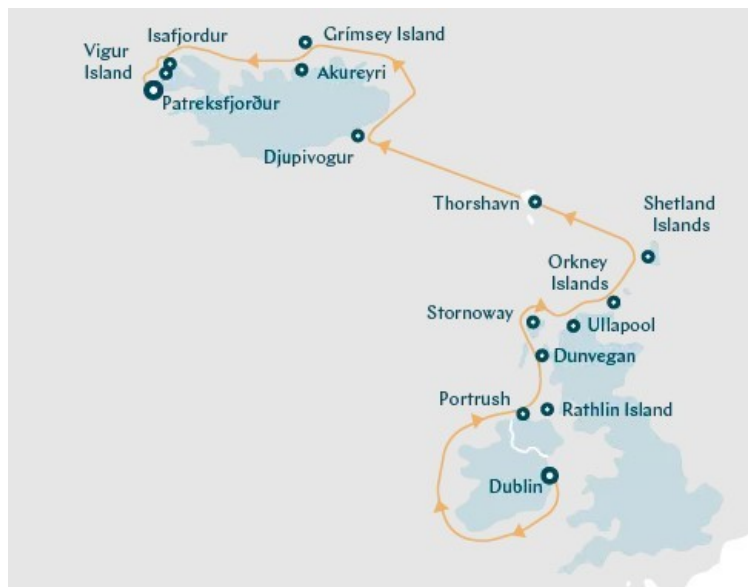 Grímsey Island
Isafjordur
Vigur
Island
Akureyri
Patreksfjorður
Djupivogur
Thorshavn
Shetland
Islands
Orkney
Islands
Stornoway
Ullapool
Dunvegan
Portrush
Rathlin Island
Dublin